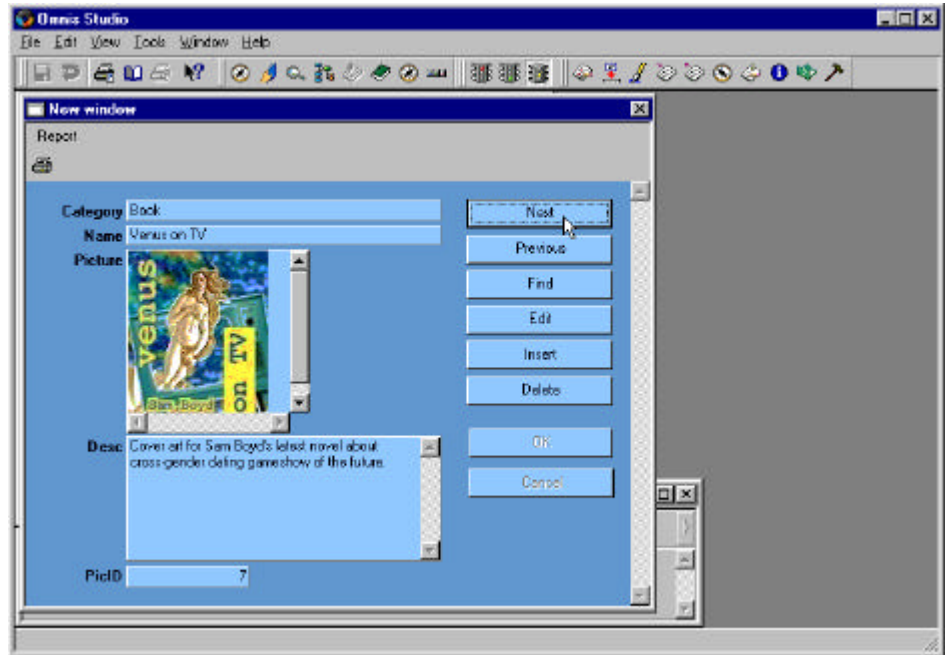 Omnis Studio
File Edit View Tools Window Help
New window
Report
Category Book
Name Venus on TV
Picture
venus
on TV
Sam Boyd
Desc Cover art for Sam Boyd's latest novel about
cross-gender dating gameshow of the future.
PicID 7
Next
Previous
Find
Edit
Insert
Delete
OK
Cancel